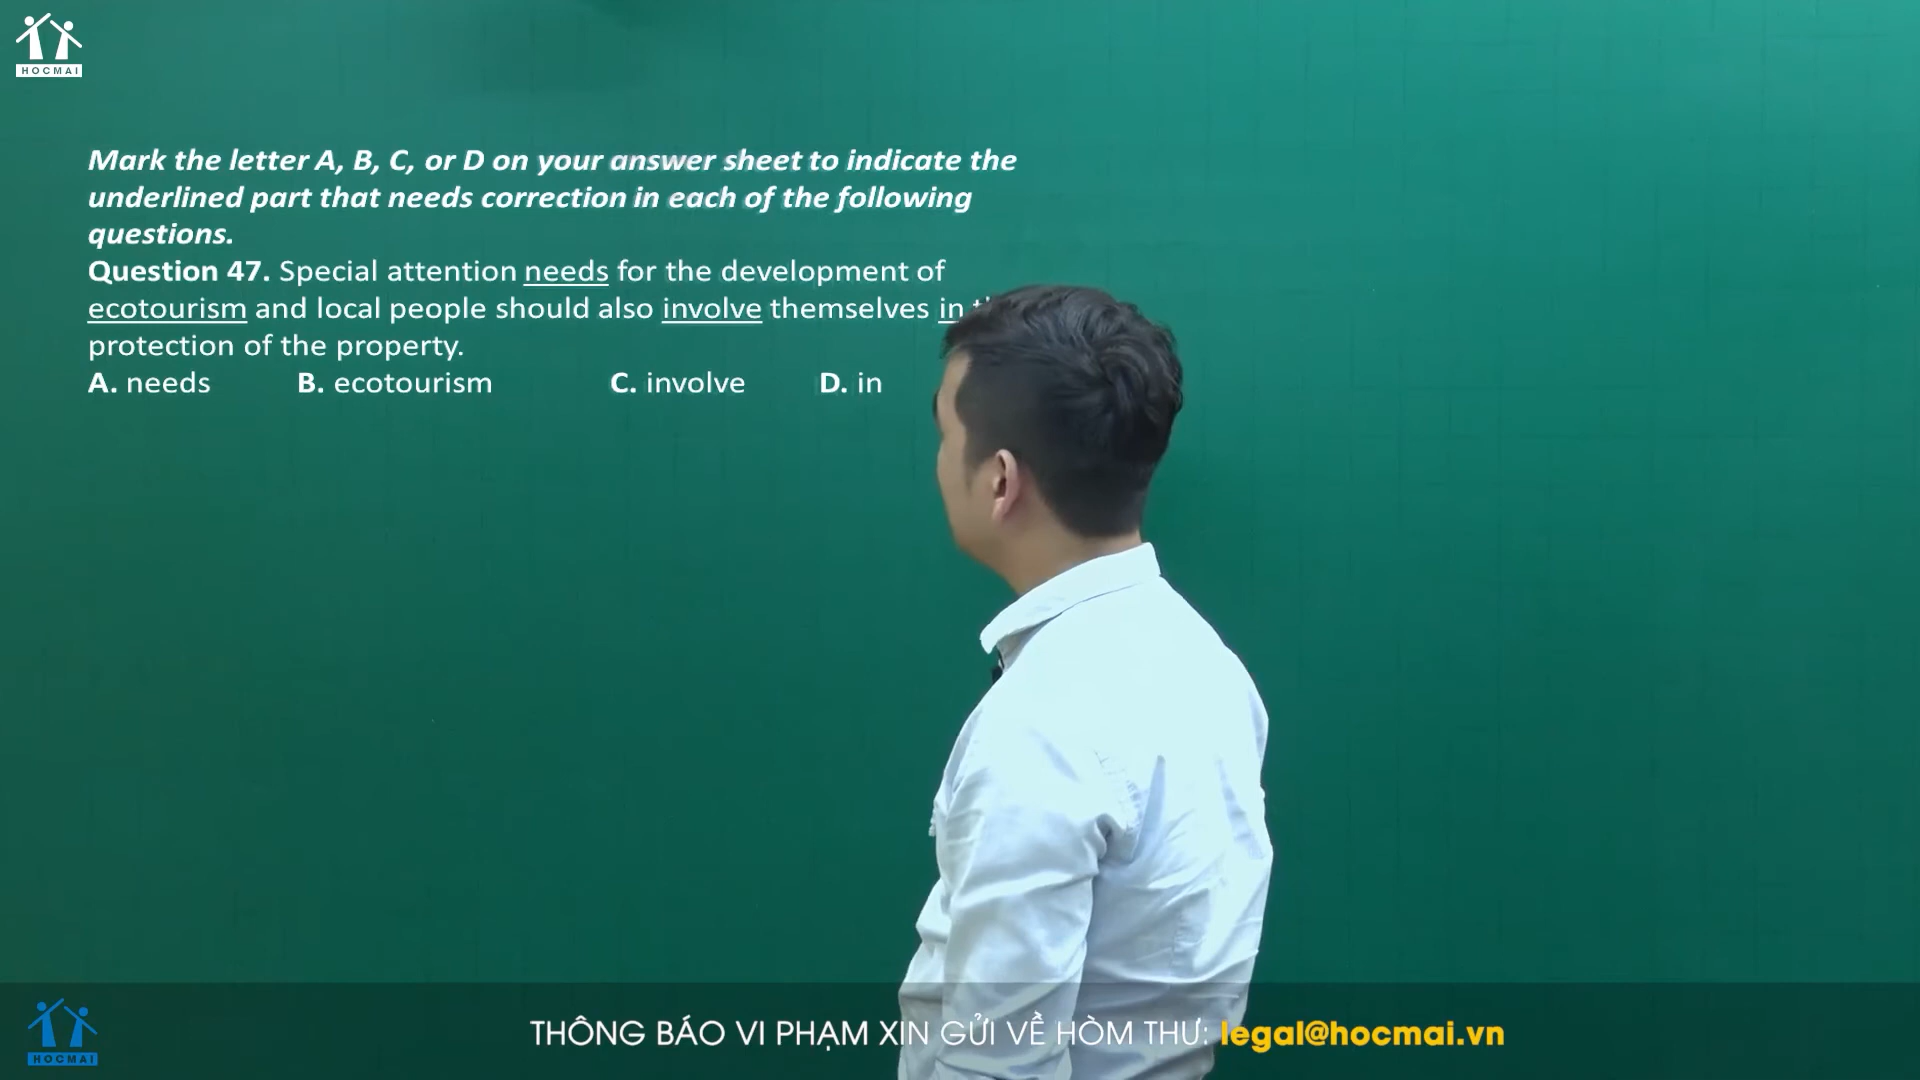 HOCMAI
Mark the letter A, B, C, or D on your answer sheet to indicate the
underlined part that needs correction in each of the following
questions.
Question 47. Special attention needs for the development of
ecotourism and local people should also involve themselves in
protection of the property.
A. needs B. ecotourism C. involve D. in
HOCMAI
THÔNG BÁO VI PHẠM XIN GỬI VỀ HÒM THƯ: legal@hocmai.vn